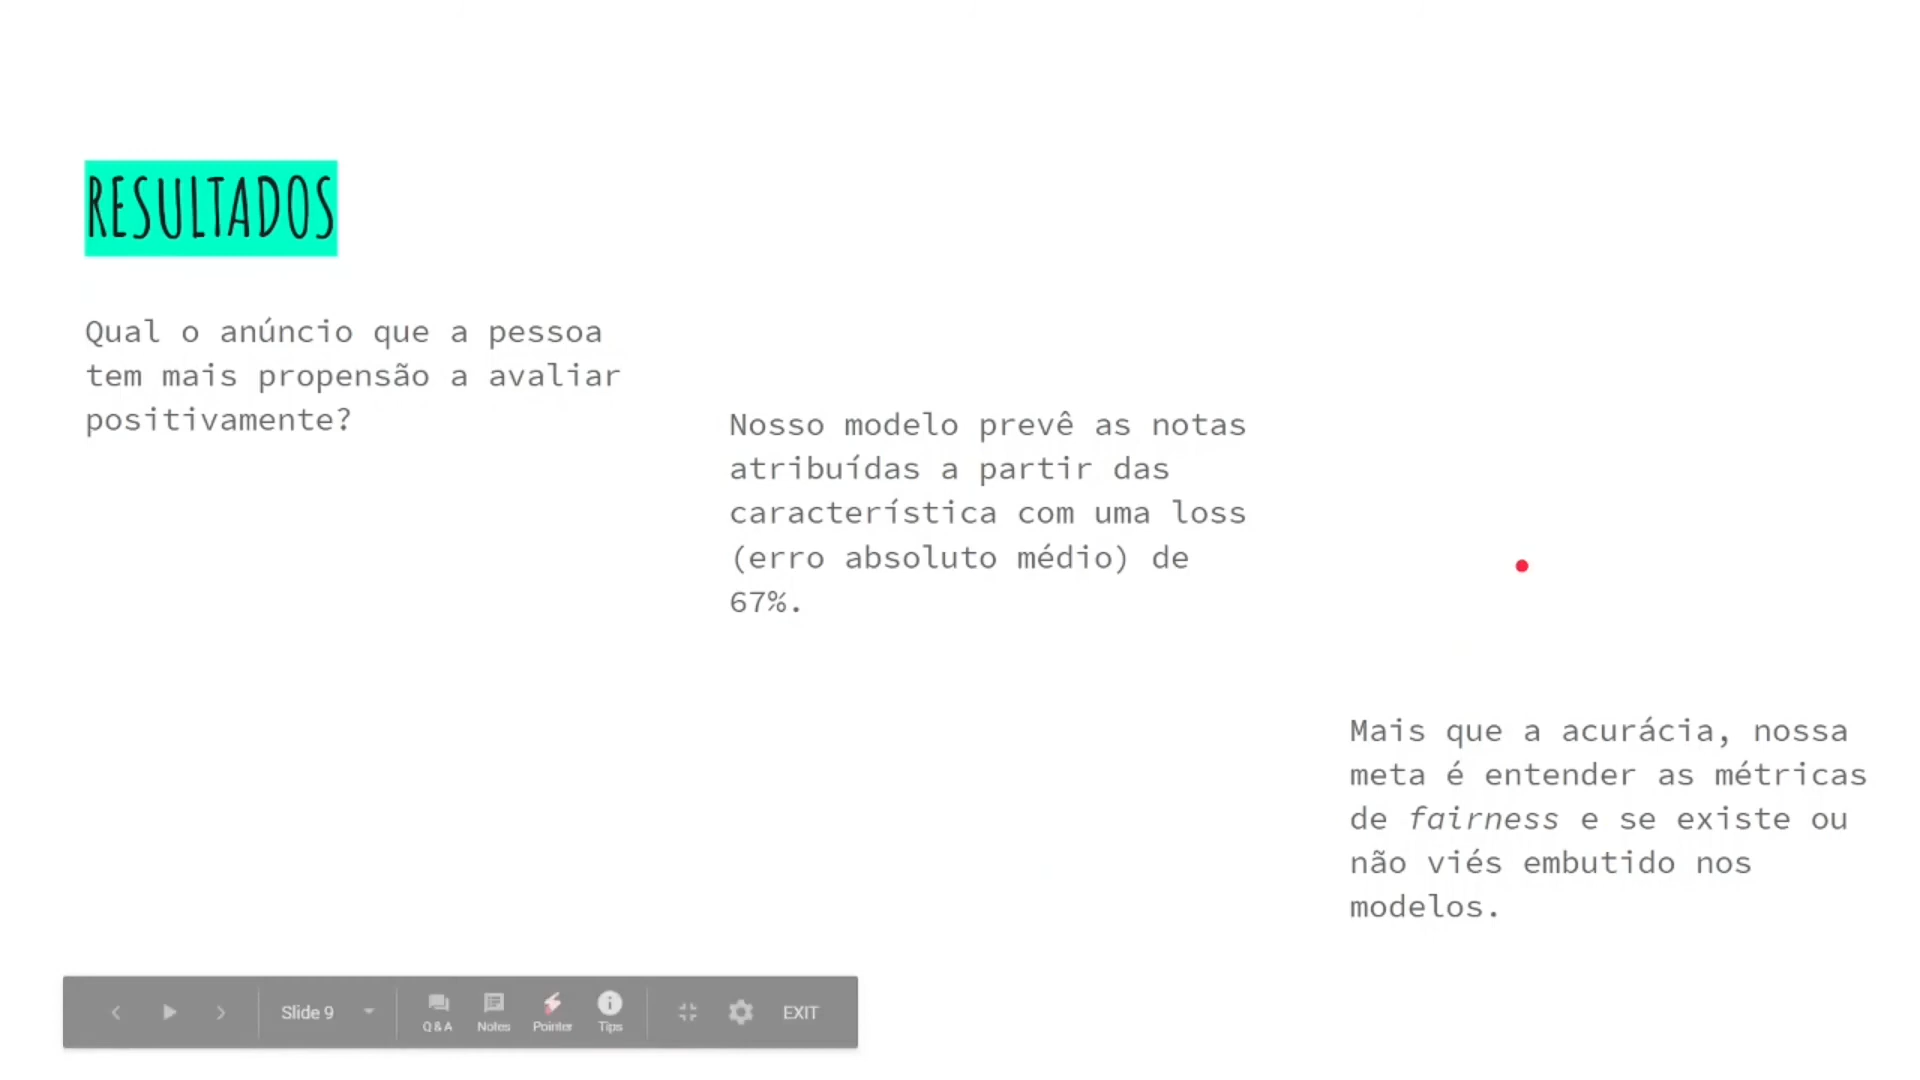 RESULTADOS
Qual o anúncio que a pessoa
tem mais propensão a avaliar
positivamente?
Nosso modelo prevê as notas
atribuídas a partir das
característica com uma loss
(erro absoluto médio) de
67%.
Mais que a acurácia, nossa
meta é entender as métricas
de fairness e se existe ou
não viés embutido nos
modelos.
Slide 9
Q & A
Notes
Pointer
Tips
EXIT